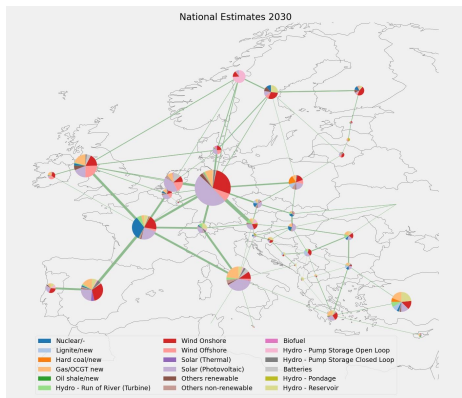 National Estimates 2030
Nuclear/-
Lignite/new
Hard coal/new
Gas/OCGT new
Oil shale/new
Hydro - Run of River (Turbine)
Wind Onshore
Wind Offshore
Solar (Thermal)
Solar (Photovoltaic)
Others renewable
Others non-renewable
Biofuel
Hydro - Pump Storage Open Loop
Hydro - Pump Storage Closed Loop
Batteries
Hydro - Pondage
Hydro - Reservoir